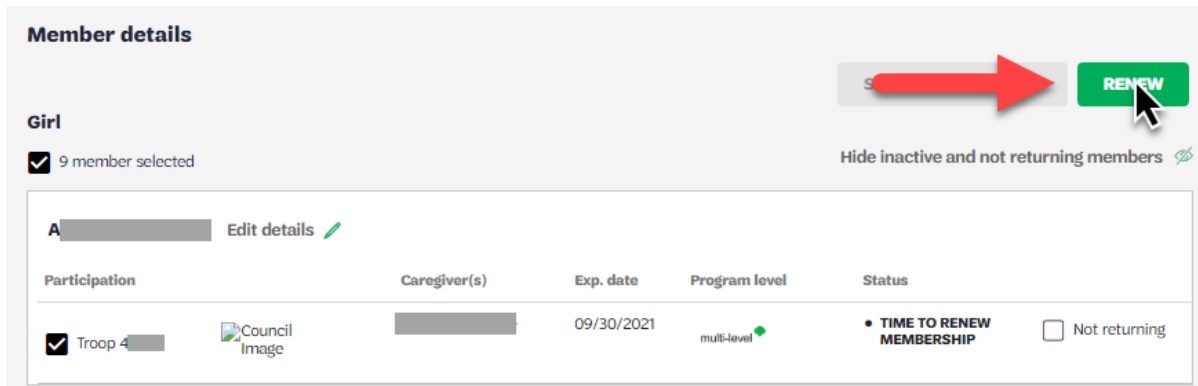 Member details
RENEW
Girl
9 member selected
Hide inactive and not returning members
A
Edit details
Participation
Caregiver(s)
Exp. date
Program level
Status
Troop 4
Council
Image
09/30/2021
multi-level
• TIME TO RENEW
MEMBERSHIP
Not returning